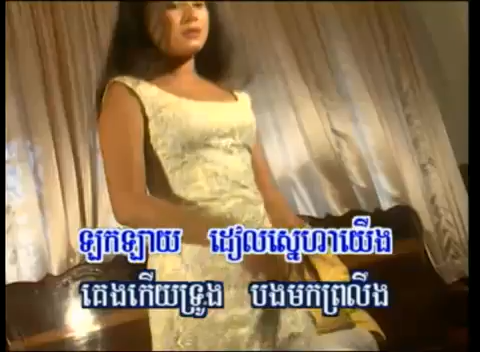 ឡកឡាយ ដៀលស្នេហាយើង
គេងកើយទ្រូង បងមកព្រលឹង